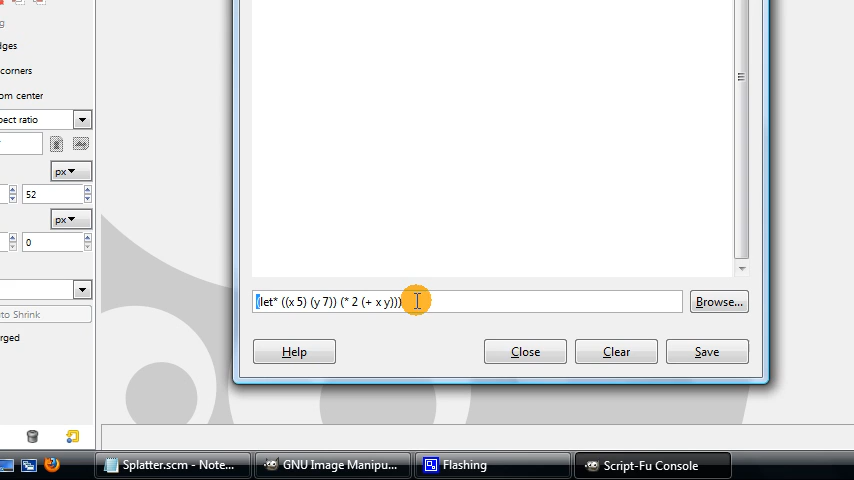 dges
corners
om center
pect ratio
px
52
px
0
to Shrink
rged
(let* ((x 5) (y 7)) (* 2 (+ x y)))
Browse...
Help
Close
Clear
Save
Splatter.scm - Note...
GNU Image Manipu...
Flashing
Script-Fu Console